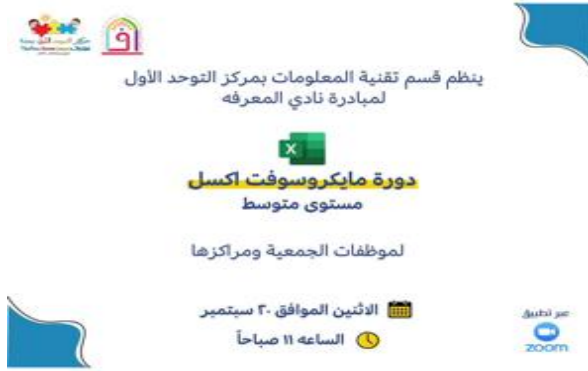 ينظم قسم تقنية المعلومات بمركز التوحد الأول
لمبادرة نادي المعرفه
دورة مايكروسوفت اكسل
مستوى متوسط
لموظفات الجمعية ومراكزها
الاثنين الموافق ٢٠ سبتمبر
الساعه ١١ صباحاً
عبر تطبيق
zoom